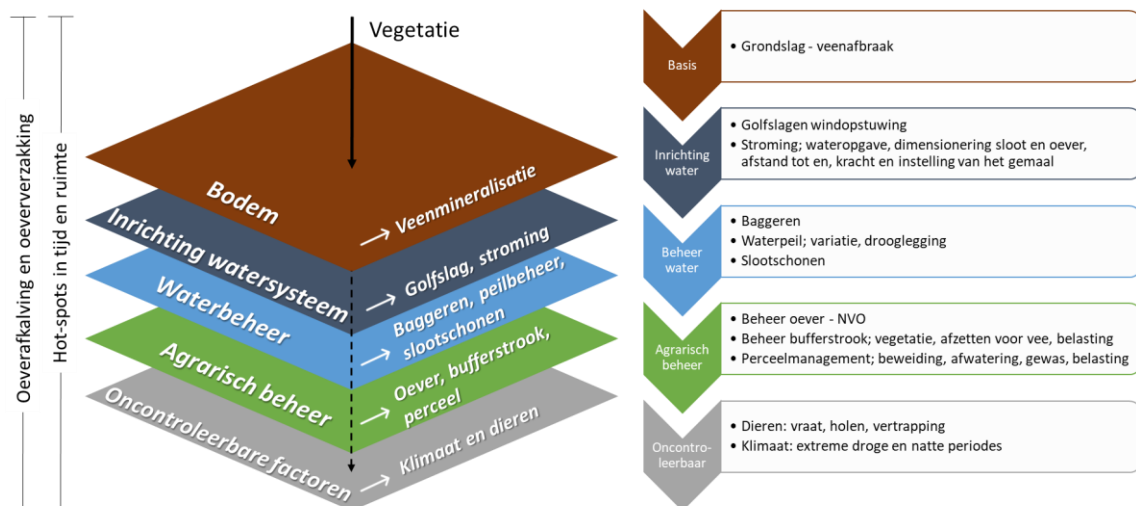 Oeverafkalving en oeververzakking
Hot-spots in tijd en ruimte
Vegetatie
Bodem
→ Veenmineralisatie
Inrichting watersysteem
→ Golfslag, stroming
Waterbeheer
→ Baggeren, peilbeheer,
slootschonen
Agrarisch beheer
→ Oever, bufferstrook,
perceel
Oncontroleerbare factoren
→ Klimaat en dieren
Basis
• Grondslag - veenafbraak
Inrichting
water
• Golfslagen windopstuwing
• Stroming; wateropgave, dimensionering sloot en oever,
afstand tot en, kracht en instelling van het gemaal
Beheer
water
• Baggeren
• Waterpeil; variatie, drooglegging
• Slootschonen
Agrarisch
beheer
• Beheer oever - NVO
• Beheer bufferstrook; vegetatie, afzetten voor vee, belasting
• Perceelmanagement; beweiding, afwatering, gewas, belasting
Oncontro-
leerbaar
• Dieren: vraat, holen, vertrapping
• Klimaat: extreme droge en natte periodes